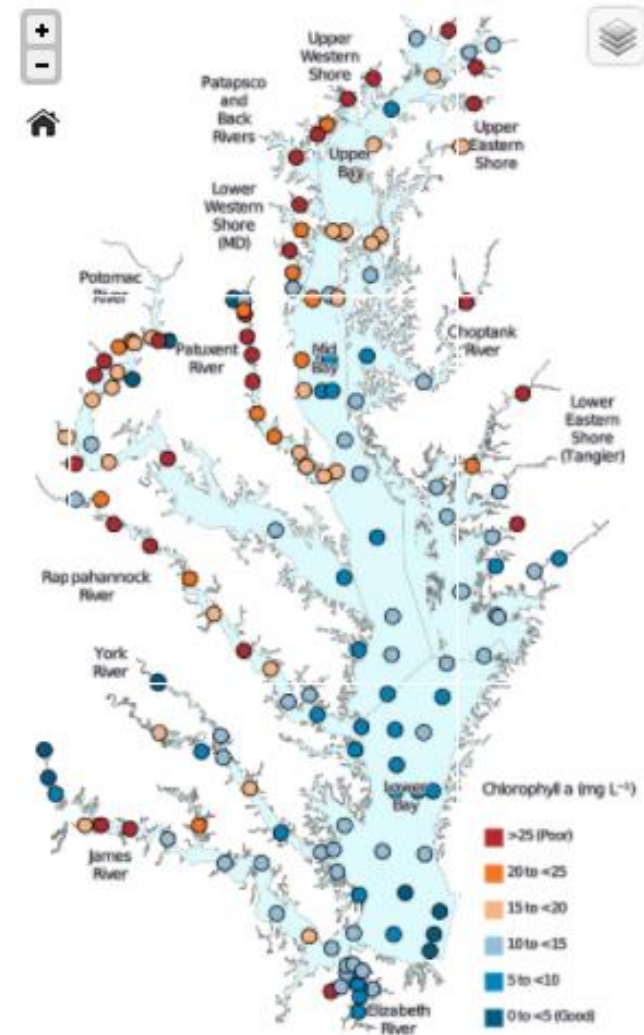 +
−
Upper
Western
Shore
Patapsco
and
Back
Rivers
Upper
Bay
Upper
Eastern
Shore
Lower
Western
Shore
(MD)
Potomac
River
Patuxent
River
Mid
Bay
Choptank
River
Lower
Eastern
Shore
(Tangier)
Rappahannock
River
York
River
Lower
Bay
James
River
Elizabeth
River
Chlorophyll a (mg L⁻¹)
>25 (Poor)
20 to <25
15 to <20
10 to <15
5 to <10
0 to <5 (Good)